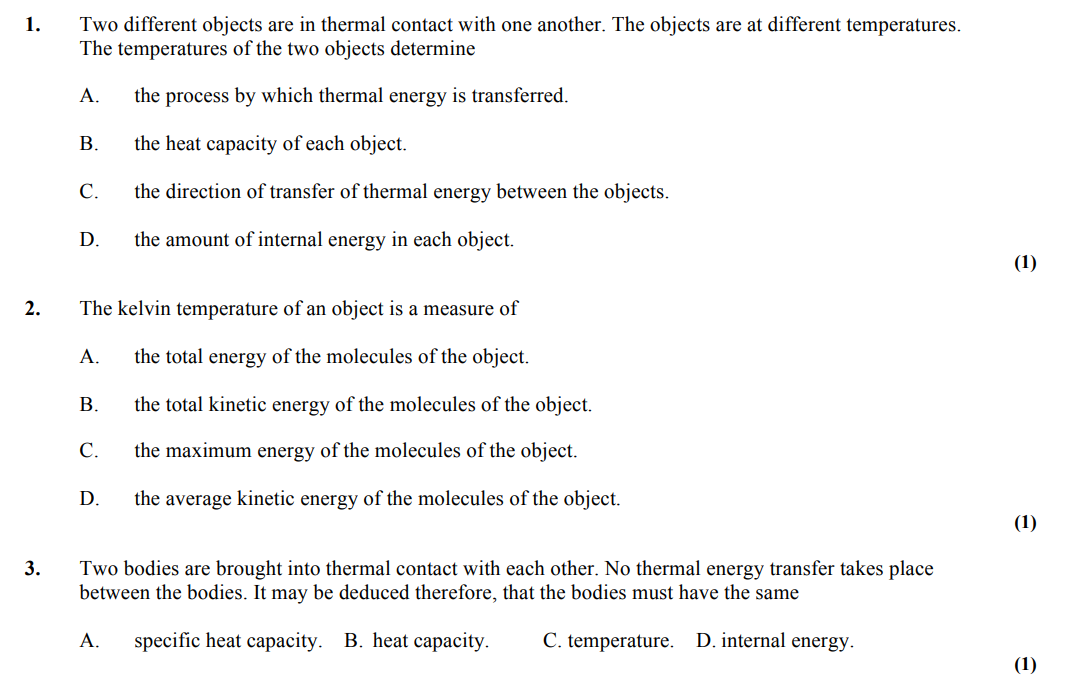 1. Two different objects are in thermal contact with one another. The objects are at different temperatures.
The temperatures of the two objects determine
A. the process by which thermal energy is transferred.
B. the heat capacity of each object.
C. the direction of transfer of thermal energy between the objects.
D. the amount of internal energy in each object.
(1)
2. The kelvin temperature of an object is a measure of
A. the total energy of the molecules of the object.
B. the total kinetic energy of the molecules of the object.
C. the maximum energy of the molecules of the object.
D. the average kinetic energy of the molecules of the object.
(1)
3. Two bodies are brought into thermal contact with each other. No thermal energy transfer takes place
between the bodies. It may be deduced therefore, that the bodies must have the same
A. specific heat capacity. B. heat capacity. C. temperature. D. internal energy.
(1)